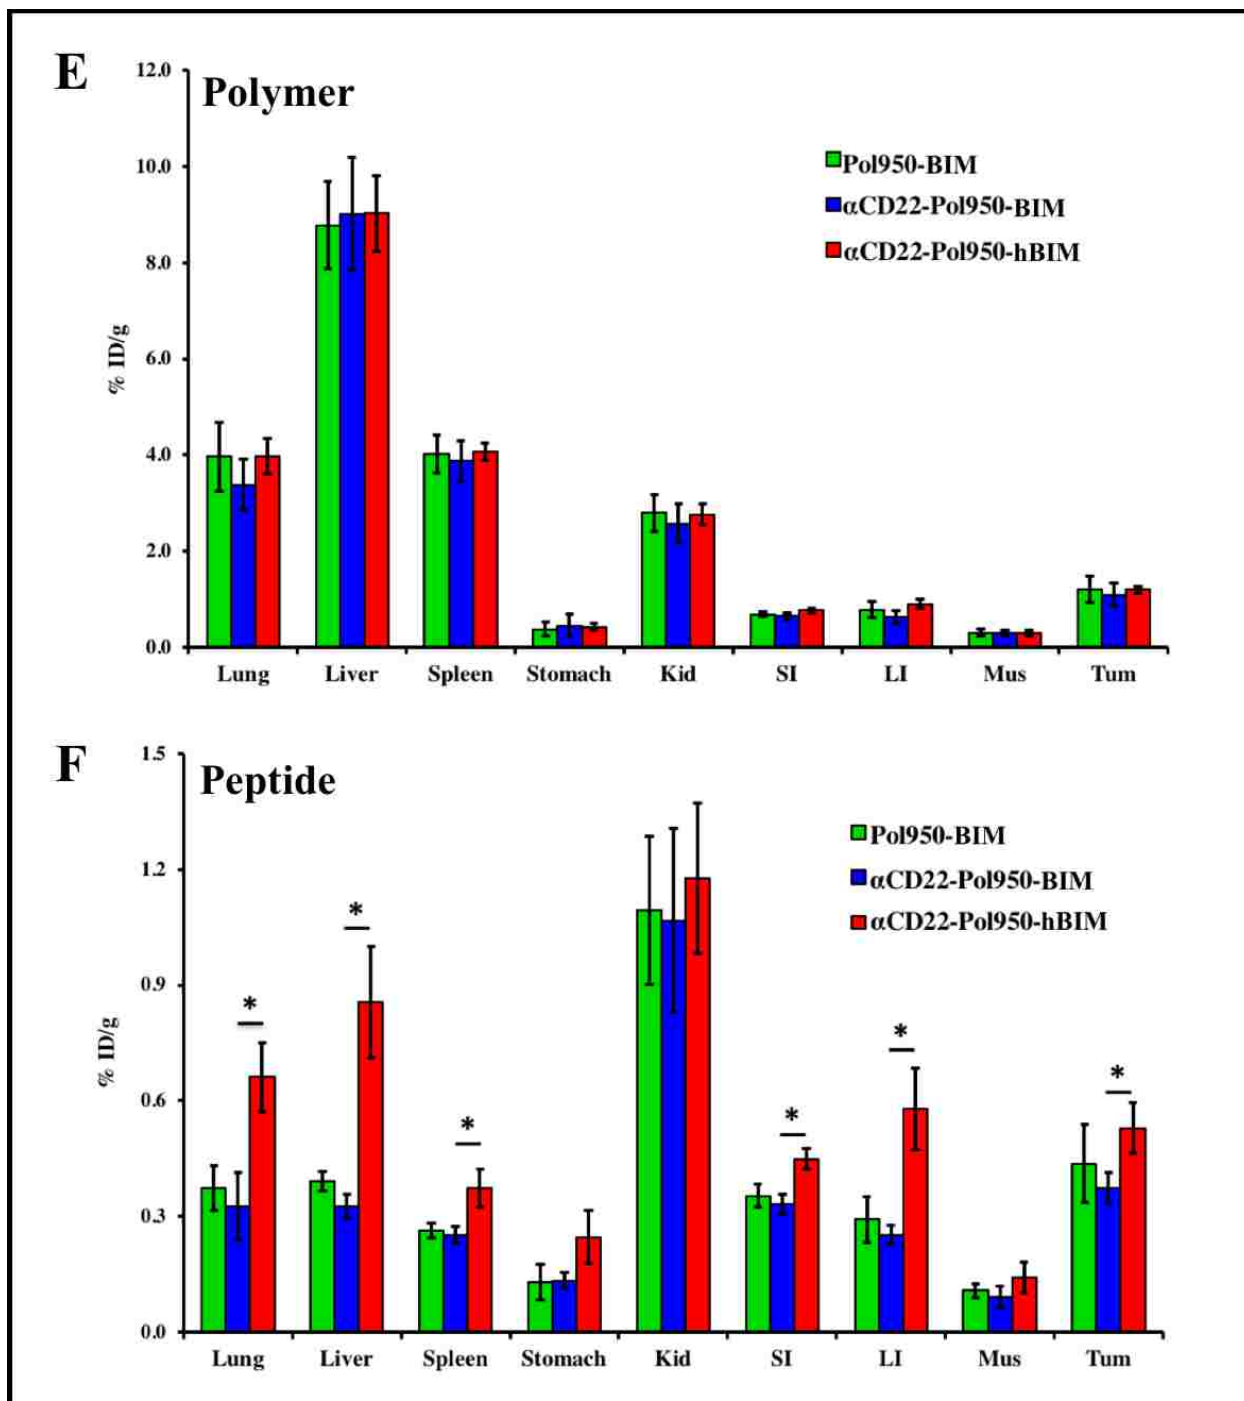 E
Polymer
12.0
10.0
8.0
6.0
4.0
2.0
0.0
% ID/g
Pol950-BIM
αCD22-Pol950-BIM
αCD22-Pol950-hBIM
Lung Liver Spleen Stomach Kid SI LI Mus Tum
F
Peptide
1.5
1.2
0.9
0.6
0.3
0.0
% ID/g
Pol950-BIM
αCD22-Pol950-BIM
αCD22-Pol950-hBIM
* * * * * *
Lung Liver Spleen Stomach Kid SI LI Mus Tum